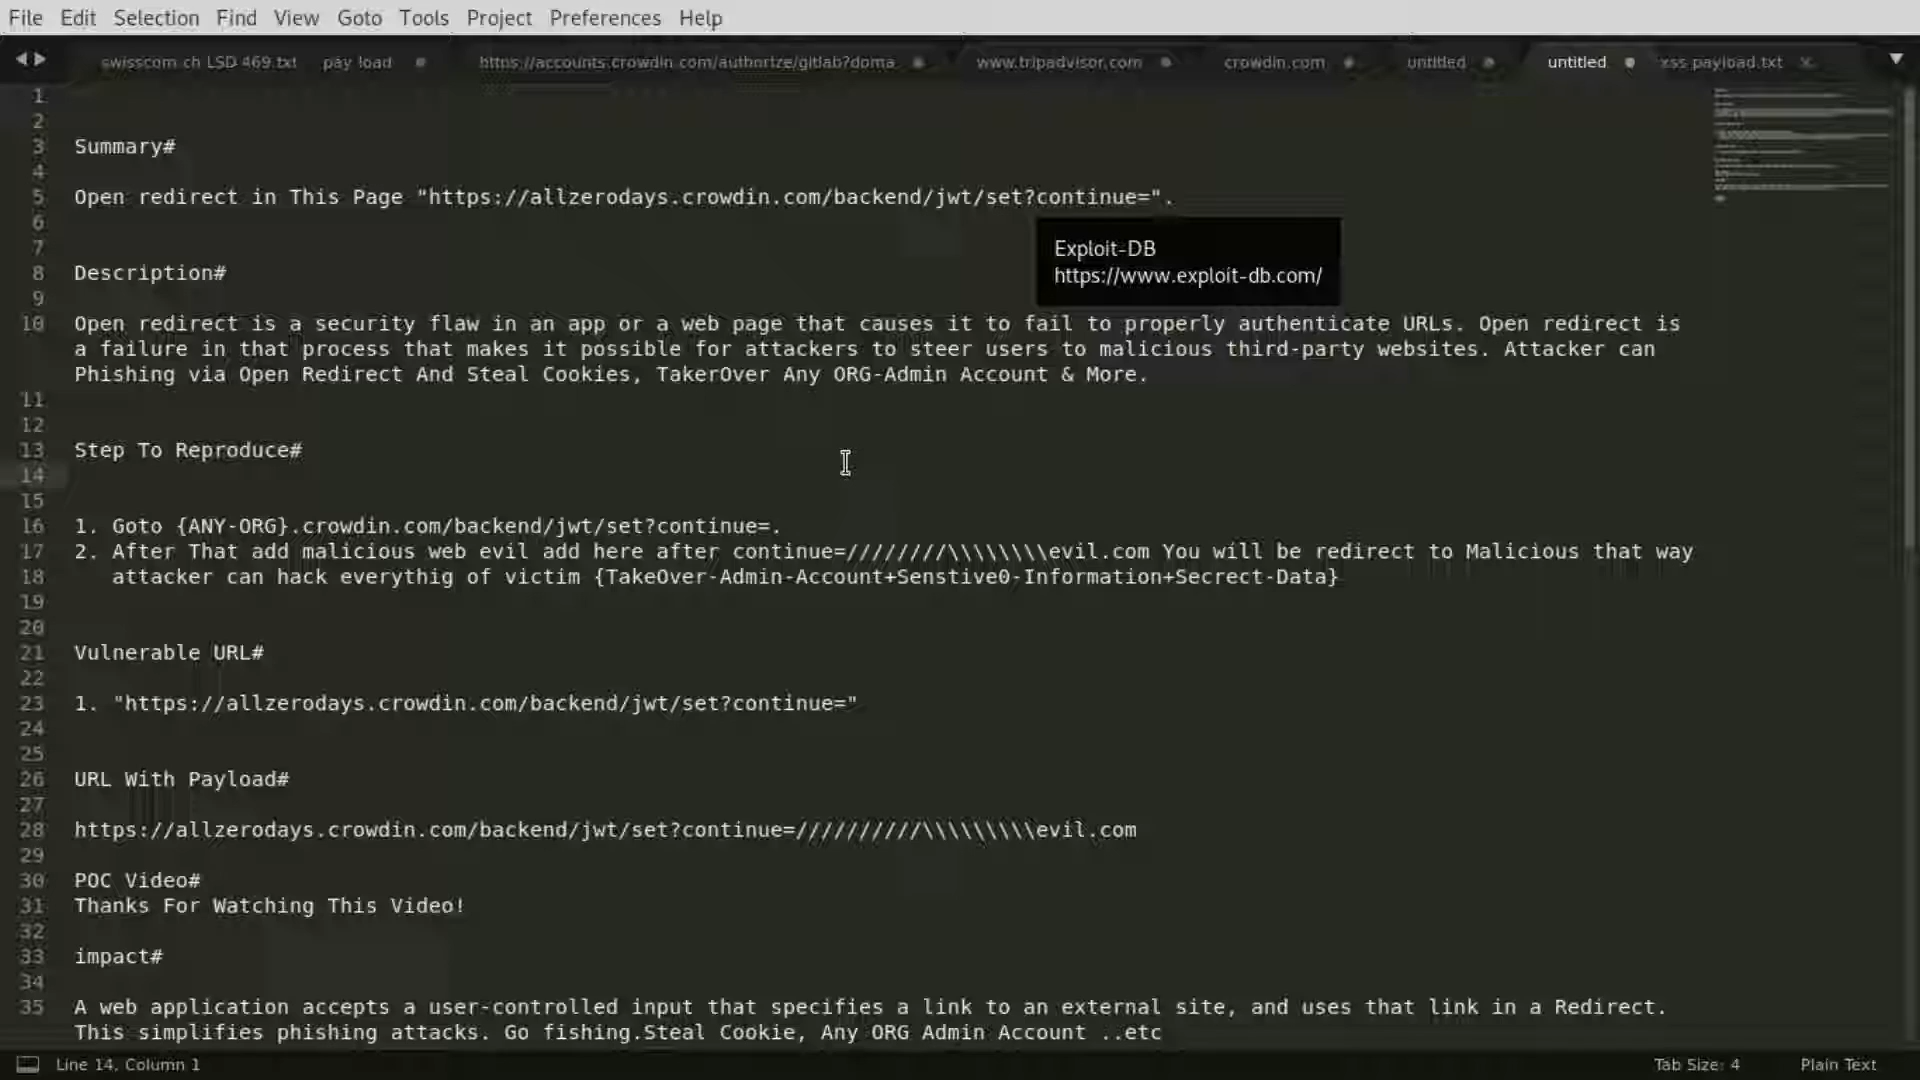 File Edit Selection Find View Goto Tools Project Preferences Help
swisscom ch LSD 469.txt pay load https://accounts.crowdin.com/authorize/gitlab?doma www.tripadvisor.com crowdin.com untitled untitled xss payload.txt
1
2
3 Summary#
4
5 Open redirect in This Page "https://allzerodays.crowdin.com/backend/jwt/set?continue=".
6
7
Exploit-DB
https://www.exploit-db.com/
8 Description#
9
10 Open redirect is a security flaw in an app or a web page that causes it to fail to properly authenticate URLs. Open redirect is
a failure in that process that makes it possible for attackers to steer users to malicious third-party websites. Attacker can
Phishing via Open Redirect And Steal Cookies, TakerOver Any ORG-Admin Account & More.
11
12
13 Step To Reproduce#
14
15
16 1. Goto {ANY-ORG}.crowdin.com/backend/jwt/set?continue=.
17 2. After That add malicious web evil add here after continue=////////\\\\\\\\evil.com You will be redirect to Malicious that way
18 attacker can hack everythig of victim {TakeOver-Admin-Account+Senstive0-Information+Secrect-Data}
19
20
21 Vulnerable URL#
22
23 1. "https://allzerodays.crowdin.com/backend/jwt/set?continue="
24
25
26 URL With Payload#
27
28 https://allzerodays.crowdin.com/backend/jwt/set?continue=//////////\\\\\\\\\evil.com
29
30 POC Video#
31 Thanks For Watching This Video!
32
33 impact#
34
35 A web application accepts a user-controlled input that specifies a link to an external site, and uses that link in a Redirect.
This simplifies phishing attacks. Go fishing.Steal Cookie, Any ORG Admin Account ..etc
Line 14, Column 1 Tab Size: 4 Plain Text